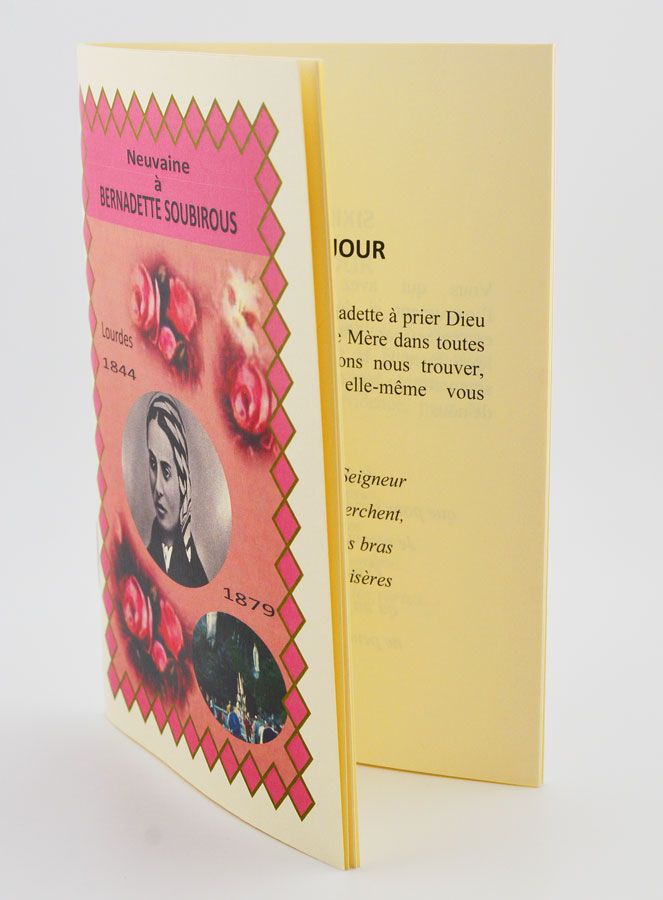 Neuvaine
à
BERNADETTE SOUBIROUS
Lourdes
1844
1879
JOUR
adette à prier Dieu
Mère dans toutes
ons nous trouver,
elle-même vous
Seigneur
erchent,
s bras
isères